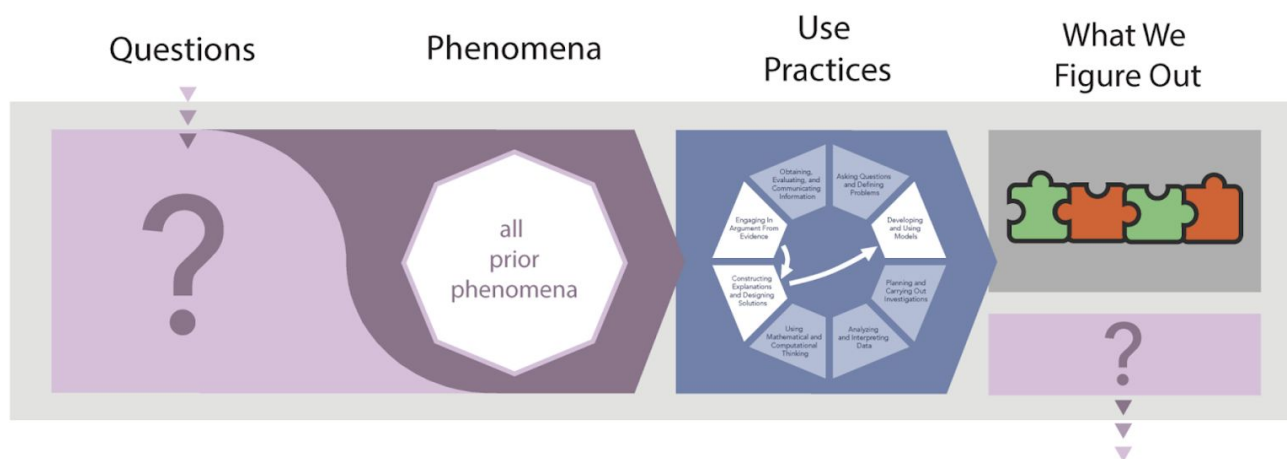 Questions
Phenomena
Use
Practices
What We
Figure Out
?
all
prior
phenomena
Obtaining,
Evaluating, and
Communicating
Information
Asking Questions
and Defining
Problems
Engaging In
Argument From
Evidence
Developing
and Using
Models
Constructing
Explanations
and Designing
Solutions
Planning and
Carrying Out
Investigations
Using
Mathematical and
Computational
Thinking
Analyzing
and Interpreting
Data
?